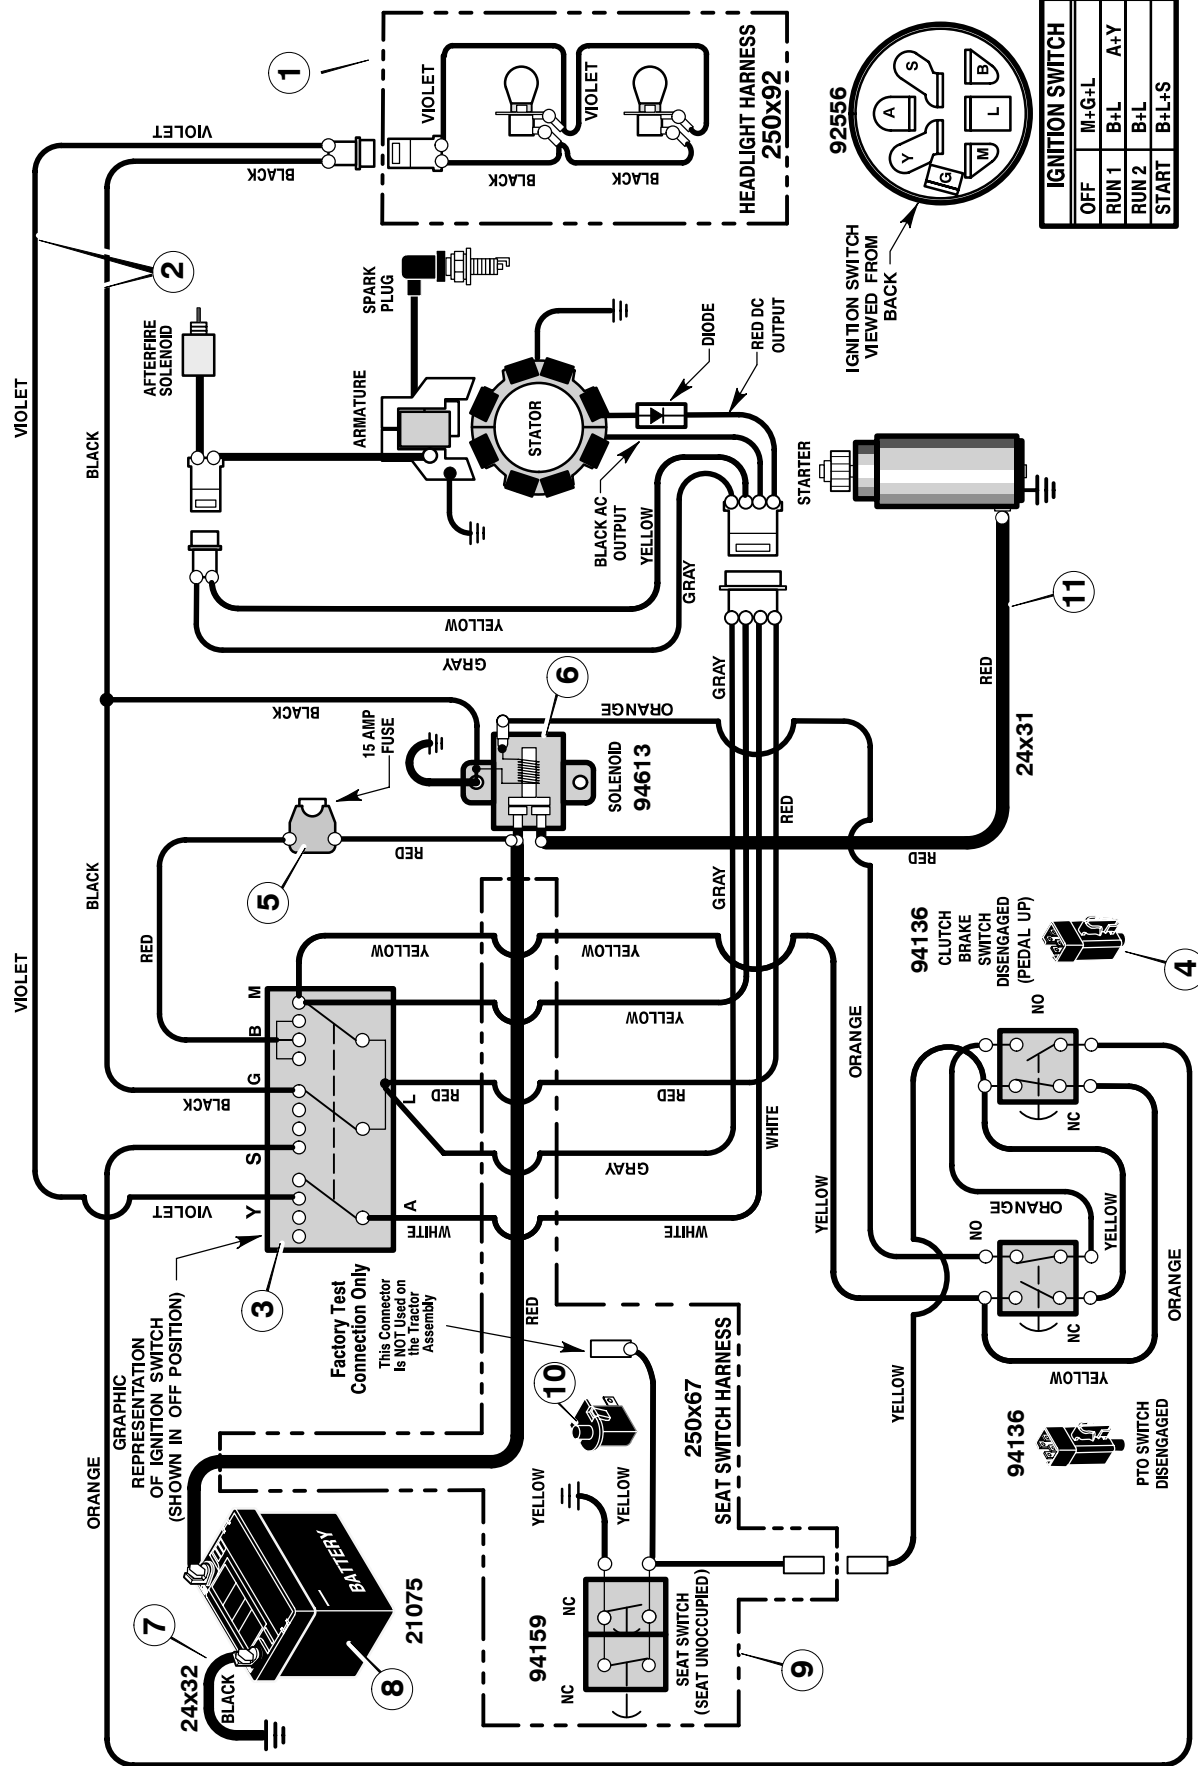 VIOLET
VIOLET
BLACK
1
VIOLET
VIOLET
BLACK
BLACK
HEADLIGHT HARNESS
250x92
92556
S
A
Y
B
L
M
G
IGNITION SWITCH
VIEWED FROM
BACK
IGNITION SWITCH
OFF M+G+L
RUN 1 B+L A+Y
RUN 2 B+L
START B+L+S
2
VIOLET
BLACK
AFTERFIRE
SOLENOID
ARMATURE
SPARK
PLUG
STATOR
DIODE
RED DC
OUTPUT
BLACK AC
OUTPUT
YELLOW
GRAY
YELLOW
GRAY
STARTER
11
RED
24x31
RED
BLACK
15 AMP
FUSE
6
ORANGE
SOLENOID
94613
GRAY
RED
GRAY
5
RED
RED
BLACK
VIOLET
YELLOW
YELLOW
YELLOW
M
B
G
S
Y
L
A
BLACK
VIOLET
RED
RED
GRAY
WHITE
WHITE
WHITE
3
GRAPHIC
REPRESENTATION
OF IGNITION SWITCH
(SHOWN IN OFF POSITION)
ORANGE
Factory Test
Connection Only
This Connector
Is NOT Used on
the Tractor
Assembly
RED
10
250x67
SEAT SWITCH HARNESS
YELLOW
YELLOW
94159
NC
NC
SEAT SWITCH
(SEAT UNOCCUPIED)
9
7
24x32
BLACK
BATTERY
8
21075
94136
CLUTCH
BRAKE
SWITCH
DISENGAGED
(PEDAL UP)
4
NO
NC
ORANGE
YELLOW
ORANGE
YELLOW
NO
NC
YELLOW
YELLOW
ORANGE
94136
PTO SWITCH
DISENGAGED